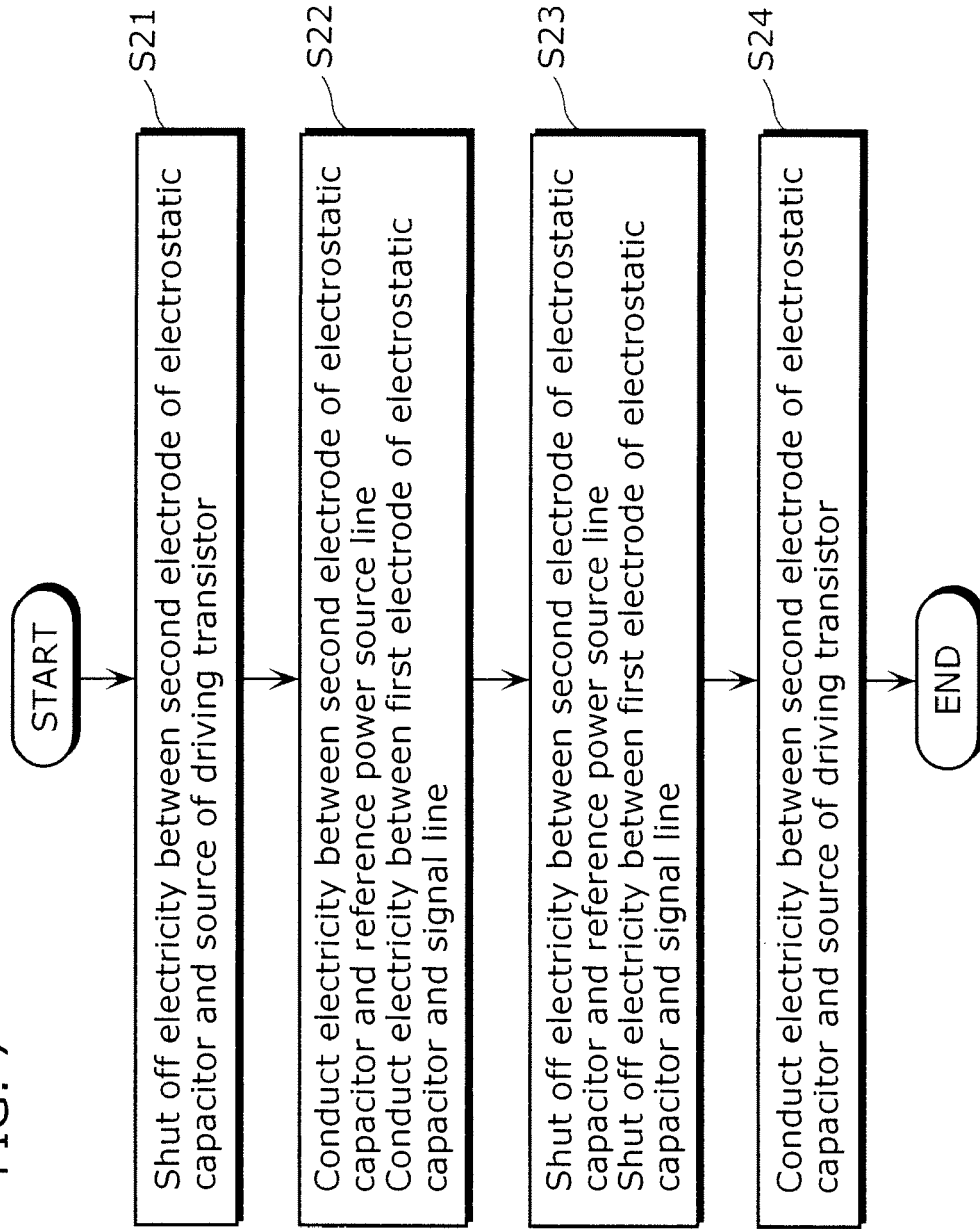 START
S21
Shut off electricity between second electrode of electrostatic
capacitor and source of driving transistor
S22
Conduct electricity between second electrode of electrostatic
capacitor and reference power source line
Conduct electricity between first electrode of electrostatic
capacitor and signal line
S23
Shut off electricity between second electrode of electrostatic
capacitor and reference power source line
Shut off electricity between first electrode of electrostatic
capacitor and signal line
S24
Conduct electricity between second electrode of electrostatic
capacitor and source of driving transistor
END